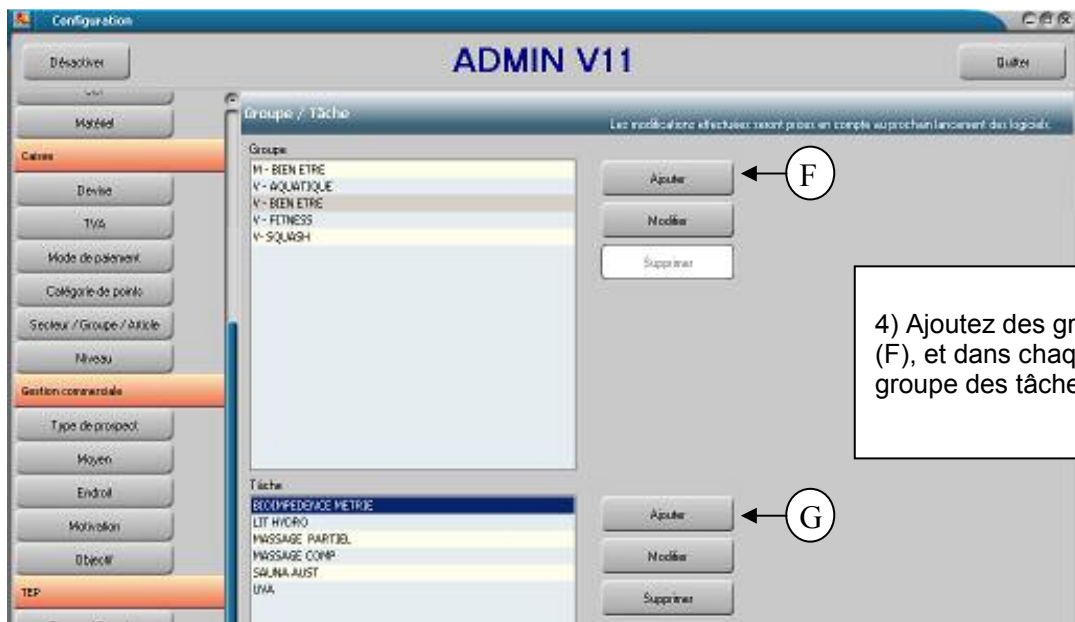 Configuration
Désactiver
ADMIN V11
Quitter
Matériel
Caisse
Devise
TVA
Mode de paiement
Catégorie de points
Secteur / Groupe / Article
Niveau
Gestion commerciale
Type de prospect
Moyen
Endroit
Motivation
Objectif
TEP
Groupe / Tâche
Les modifications effectuées seront prises en compte au prochain lancement des logiciels.
Groupe
M - BIEN ETRE
V - AQUATIQUE
V - BIEN ETRE
V - FITNESS
V- SQUASH
Ajouter
F
Modifier
Supprimer
4) Ajoutez des gr
(F), et dans chaq
groupe des tâche
Tâche
BIOIMPEDENCE METRIE
LIT HYDRO
MASSAGE PARTIEL
MASSAGE COMP
SAUNA AUST
UVA
Ajouter
G
Modifier
Supprimer